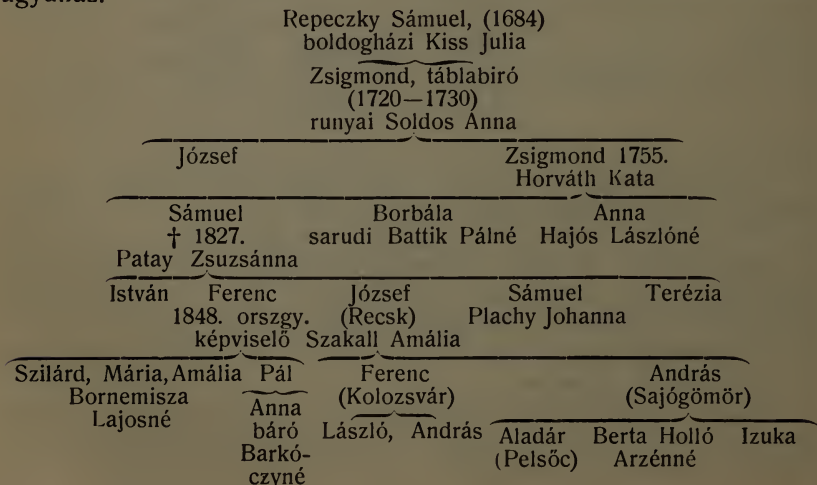 Repeczky Sámuel, (1684)
boldogházi Kiss Julia
Zsigmond, táblabiró
(1720—1730)
runyai Soldos Anna
József Zsigmond 1755.
Horváth Kata
Sámuel Borbála Anna
† 1827. sarudi Battik Pálné Hajós Lászlóné
Patay Zsuzsánna
István Ferenc József Sámuel Terézia
1848. orszgy. (Recsk) Plachy Johanna
képviselő Szakall Amália
Szilárd, Mária, Amália Pál Ferenc András
Bornemisza (Kolozsvár) (Sajógömör)
Lajosné Anna
báró László, András Aladár Berta Holló Izuka
Barkó- (Pelsőc) Arzénné
czyné